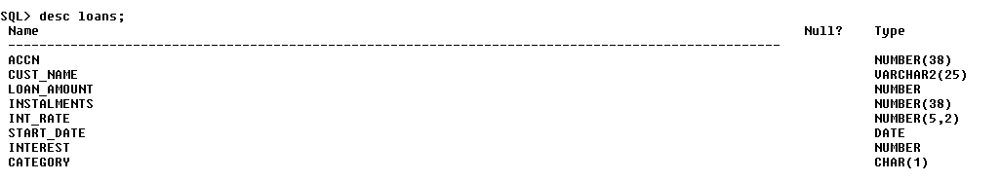 SQL> desc loans;
Name Null? Type
----------------------------------------------------------------------------------------------------
ACCN NUMBER(38)
CUST_NAME VARCHAR2(25)
LOAN_AMOUNT NUMBER
INSTALMENTS NUMBER(38)
INT_RATE NUMBER(5,2)
START_DATE DATE
INTEREST NUMBER
CATEGORY CHAR(1)